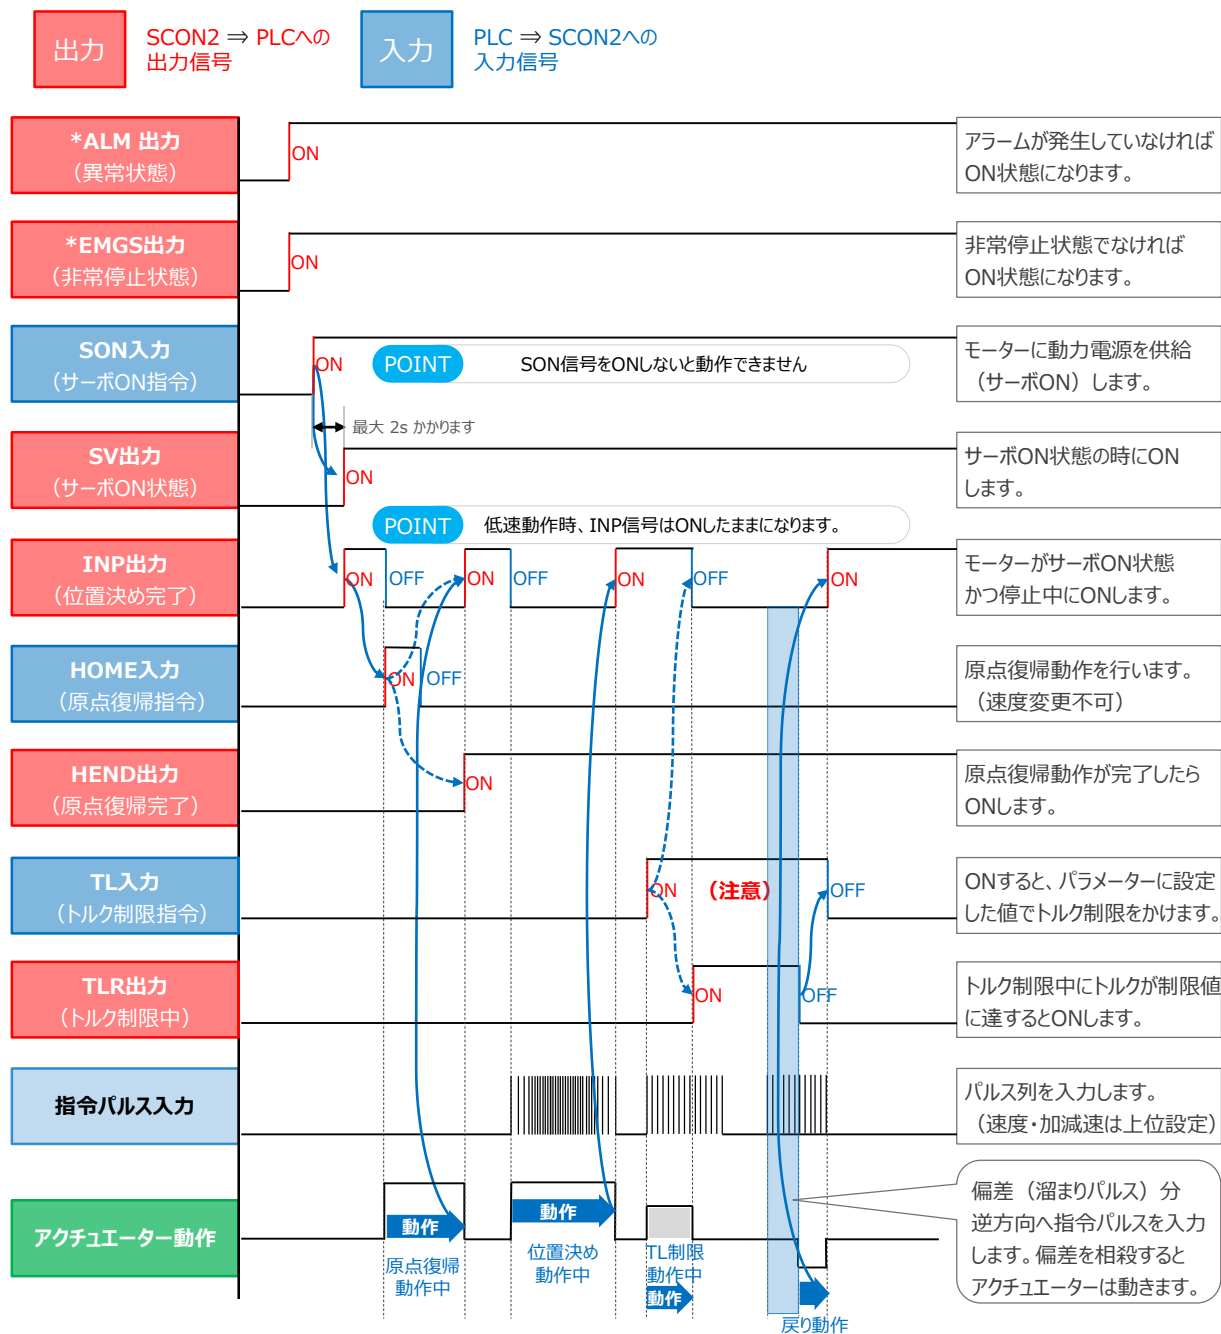 出力
SCON2 ⇒ PLCへの
出力信号
入力
PLC ⇒ SCON2への
入力信号
*ALM 出力
（異常状態）
ON
アラームが発生していなければ
ON状態になります。
*EMGS出力
（非常停止状態）
ON
非常停止状態でなければ
ON状態になります。
SON入力
（サーボON指令）
ON
POINT
SON信号をONしないと動作できません
モーターに動力電源を供給
（サーボON）します。
最大 2s かかります
SV出力
（サーボON状態）
ON
サーボON状態の時にON
します。
POINT
低速動作時、INP信号はONしたままになります。
INP出力
（位置決め完了）
ON
OFF
ON
OFF
ON
OFF
ON
モーターがサーボON状態
かつ停止中にONします。
HOME入力
（原点復帰指令）
ON
OFF
原点復帰動作を行います。
（速度変更不可）
HEND出力
（原点復帰完了）
ON
原点復帰動作が完了したら
ONします。
TL入力
（トルク制限指令）
ON
（注意）
OFF
ONすると、パラメーターに設定
した値でトルク制限をかけます。
TLR出力
（トルク制限中）
ON
OFF
トルク制限中にトルクが制限値
に達するとONします。
指令パルス入力
パルス列を入力します。
（速度・加減速は上位設定）
アクチュエーター動作
動作
原点復帰
動作中
動作
位置決め
動作中
TL制限
動作中
動作
戻り動作
偏差（溜まりパルス）分
逆方向へ指令パルスを入力
します。偏差を相殺すると
アクチュエーターは動きます。